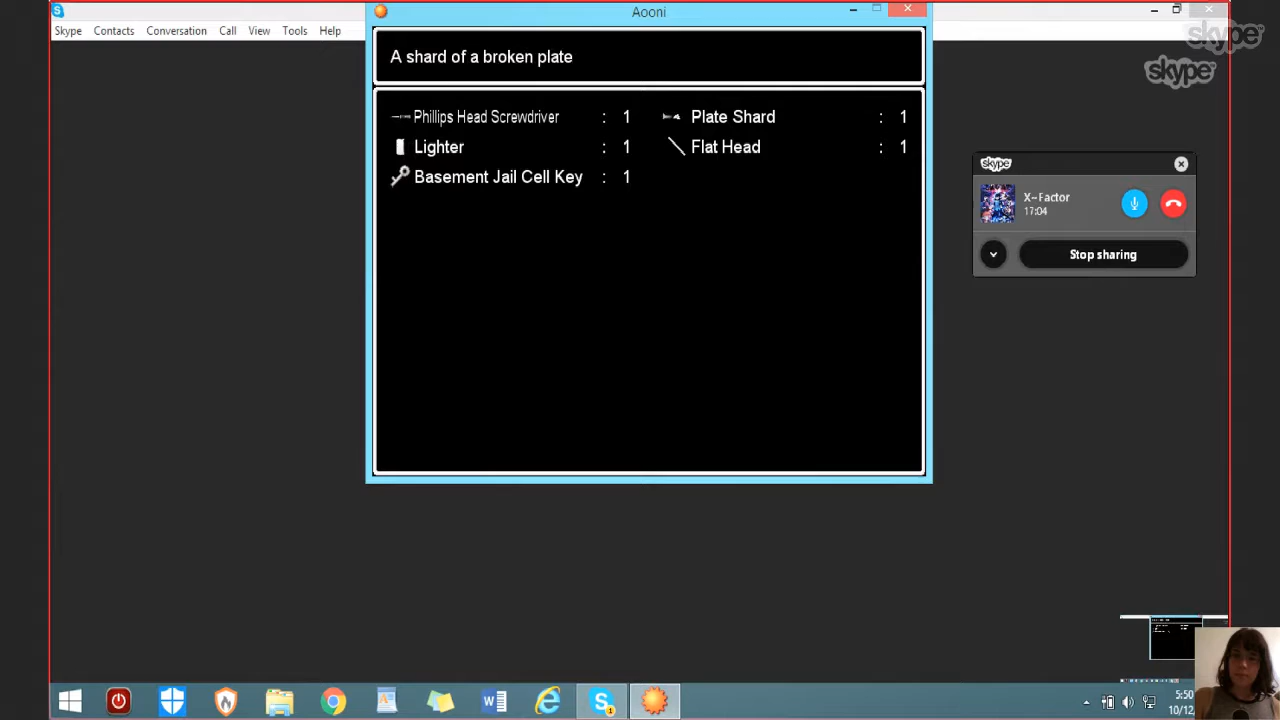 Aooni
Skype Contacts Conversation Call View Tools Help
skype
skype
A shard of a broken plate
Phillips Head Screwdriver : 1 Plate Shard : 1
Lighter : 1 Flat Head : 1
Basement Jail Cell Key : 1
skype
X-Factor
17:04
Stop sharing
5:50
10/12,